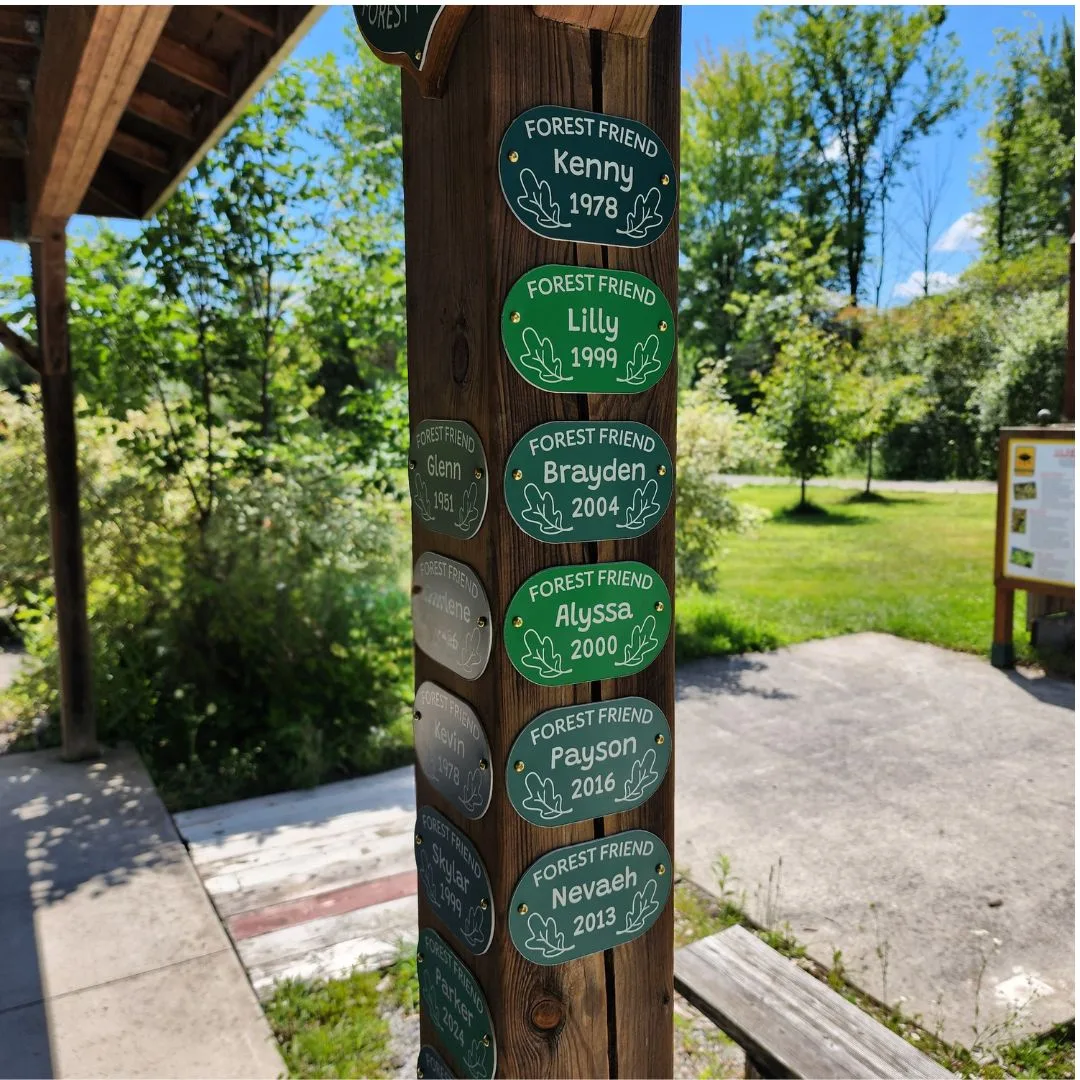 FOREST
FOREST FRIEND
Kenny
1978
FOREST FRIEND
Lilly
1999
FOREST FRIEND
Brayden
2004
FOREST FRIEND
Alyssa
2000
FOREST FRIEND
Payson
2016
FOREST FRIEND
Nevaeh
2013
FOREST FRIEND
Glenn
1951
FOREST FRIEND
FOREST FRIEND
Kevin
1978
FOREST FRIEND
Skylar
1999
FOREST FRIEND
Parker
2024